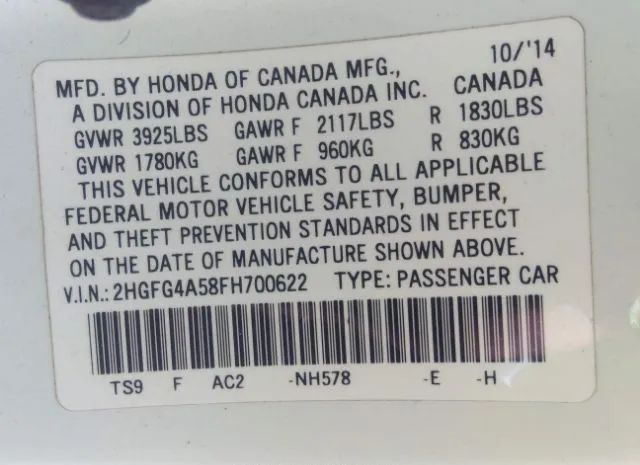 10/'14
MFD. BY HONDA OF CANADA MFG.,
A DIVISION OF HONDA CANADA INC. CANADA
GVWR 3925LBS GAWR F 2117LBS R 1830LBS
GVWR 1780KG GAWR F 960KG R 830KG
THIS VEHICLE CONFORMS TO ALL APPLICABLE
FEDERAL MOTOR VEHICLE SAFETY, BUMPER,
AND THEFT PREVENTION STANDARDS IN EFFECT
ON THE DATE OF MANUFACTURE SHOWN ABOVE.
V.I.N.: 2HGFG4A58FH700622 TYPE: PASSENGER CAR
TS9 F AC2 -NH578 -E -H